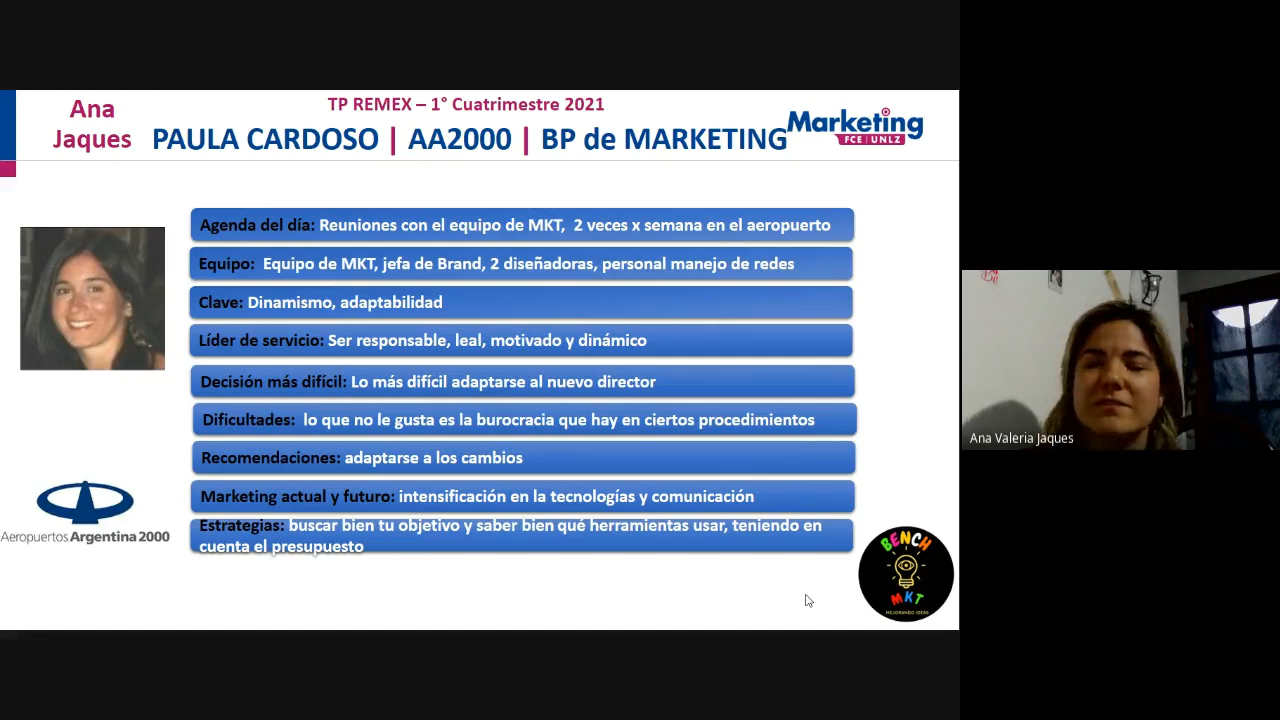 Ana
Jaques
TP REMEX – 1° Cuatrimestre 2021
PAULA CARDOSO | AA2000 | BP de MARKETING
Marketing
FCE | UNLZ
Agenda del día: Reuniones con el equipo de MKT, 2 veces x semana en el aeropuerto
Equipo: Equipo de MKT, jefa de Brand, 2 diseñadoras, personal manejo de redes
Clave: Dinamismo, adaptabilidad
Líder de servicio: Ser responsable, leal, motivado y dinámico
Decisión más difícil: Lo más difícil adaptarse al nuevo director
Dificultades: lo que no le gusta es la burocracia que hay en ciertos procedimientos
Recomendaciones: adaptarse a los cambios
Marketing actual y futuro: intensificación en la tecnologías y comunicación
Estrategias: buscar bien tu objetivo y saber bien qué herramientas usar, teniendo en
cuenta el presupuesto
Aeropuertos Argentina 2000
BENCH
MKT
MEJORANDO IDEAS
Ana Valeria Jaques